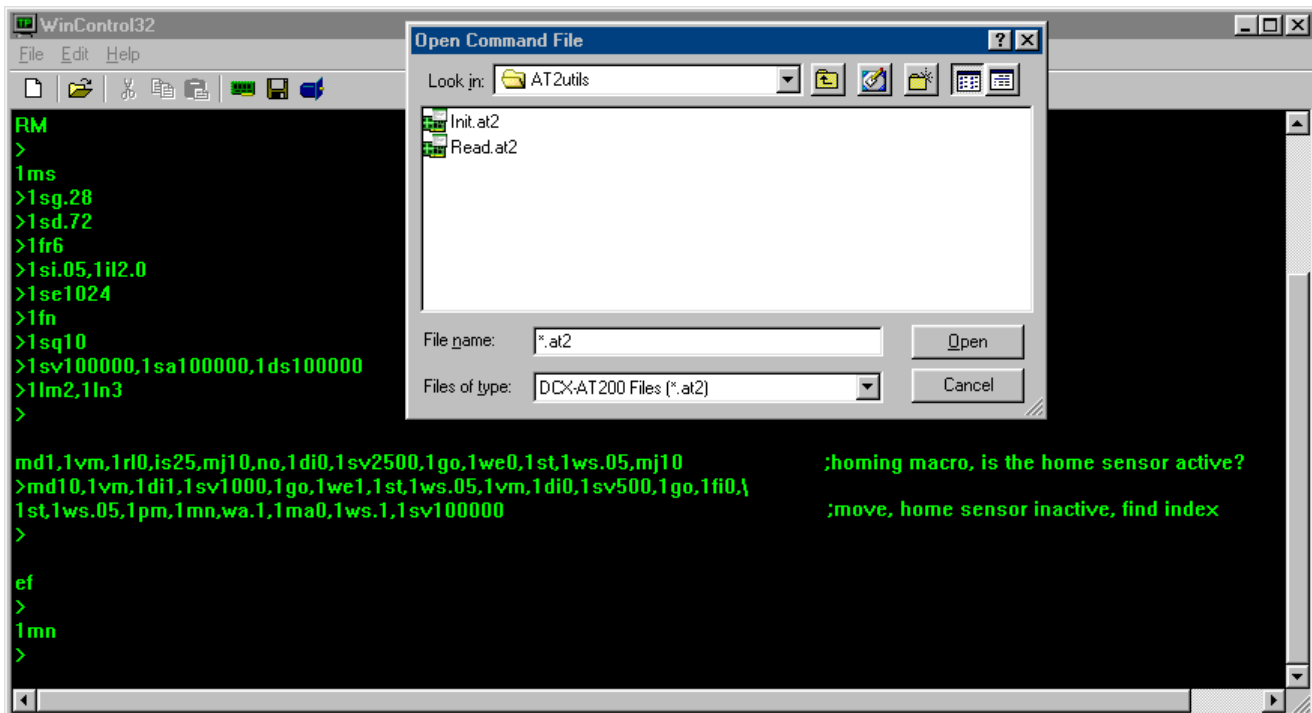 WinControl32
File Edit Help
RM
>
1ms
>1sg.28
>1sd.72
>1fr6
>1si.05,1il2.0
>1se1024
>1fn
>1sq10
>1sv100000,1sa100000,1ds100000
>1lm2,1ln3
>
md1,1vm,1rl0,is25,mj10,no,1di0,1sv2500,1go,1we0,1st,1ws.05,mj10 ;homing macro, is the home sensor active?
>md10,1vm,1di1,1sv1000,1go,1we1,1st,1ws.05,1vm,1di0,1sv500,1go,1fi0,\
1st,1ws.05,1pm,1mn,wa.1,1ma0,1ws.1,1sv100000 ;move, home sensor inactive, find index
>
ef
>
1mn
>
Open Command File
Look in: AT2utils
Init.at2
Read.at2
File name: *.at2 Open
Files of type: DCX-AT200 Files (*.at2) Cancel